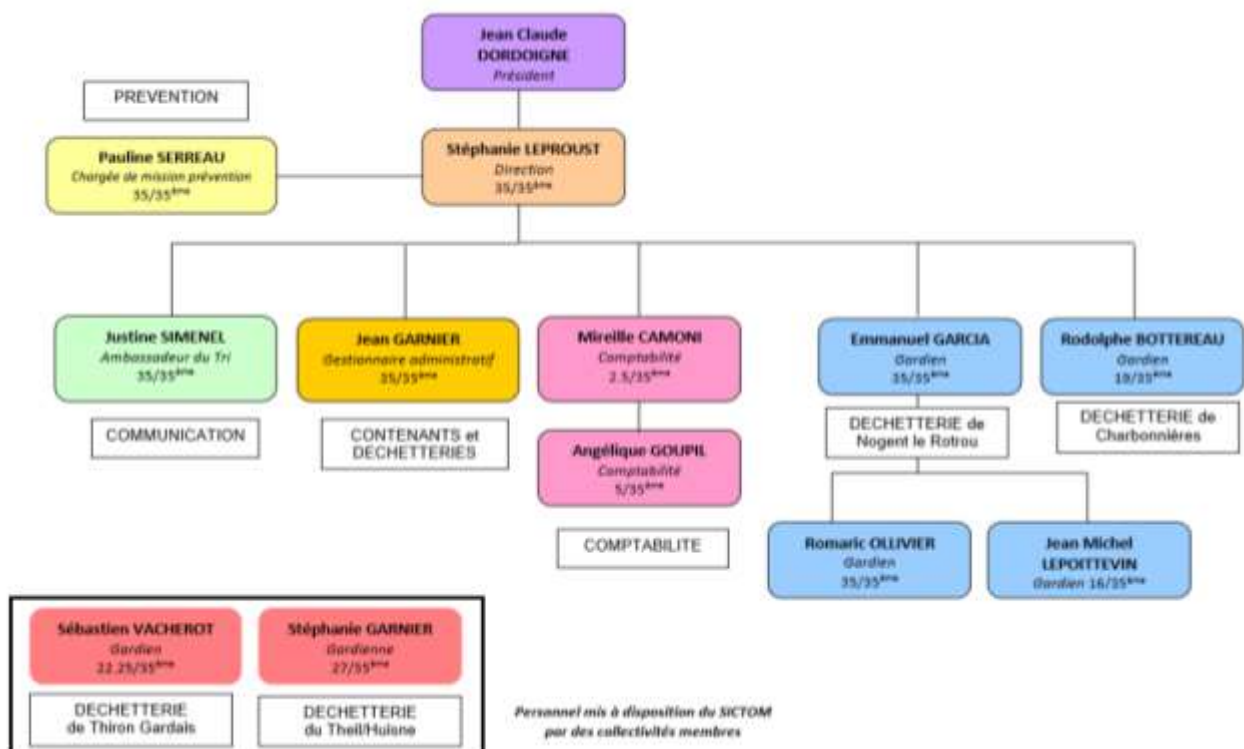 Jean Claude
DORDOIGNE
Président
PREVENTION
Pauline SERREAU
Chargée de mission prévention
35/35ème
Stéphanie LEPROUST
Direction
35/35ème
Justine SIMENEL
Ambassadeur du Tri
35/35ème
COMMUNICATION
Jean GARNIER
Gestionnaire administratif
35/35ème
CONTENANTS et
DECHETTERIES
Mireille CAMONI
Comptabilité
2.5/35ème
Angélique GOUPIL
Comptabilité
5/35ème
COMPTABILITE
Emmanuel GARCIA
Gardien
35/35ème
DECHETTERIE de
Nogent le Rotrou
Rodolphe BOTTEREAU
Gardien
18/35ème
DECHETTERIE de
Charbonnières
Romaric OLLIVIER
Gardien
35/35ème
Jean Michel
LEPOITTEVIN
Gardien 16/35ème
Sébastien VACHEROT
Gardien
22.25/35ème
DECHETTERIE
de Thiron Gardais
Stéphanie GARNIER
Gardienne
27/35ème
DECHETTERIE
du Theil/Huisne
Personnel mis à disposition du SICTOM
par des collectivités membres